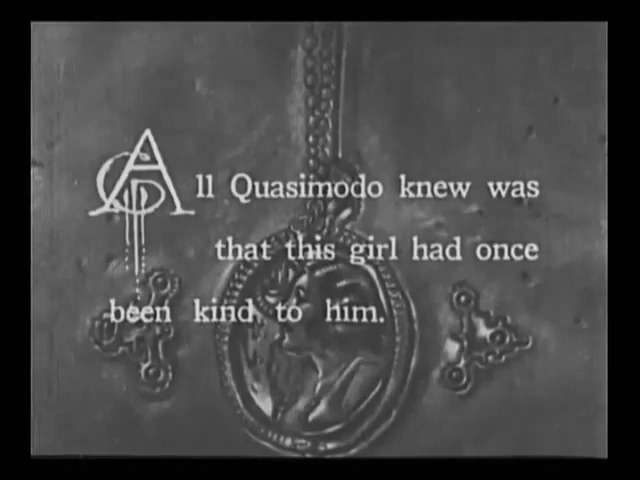 All Quasimodo knew was
that this girl had once
been kind to him.